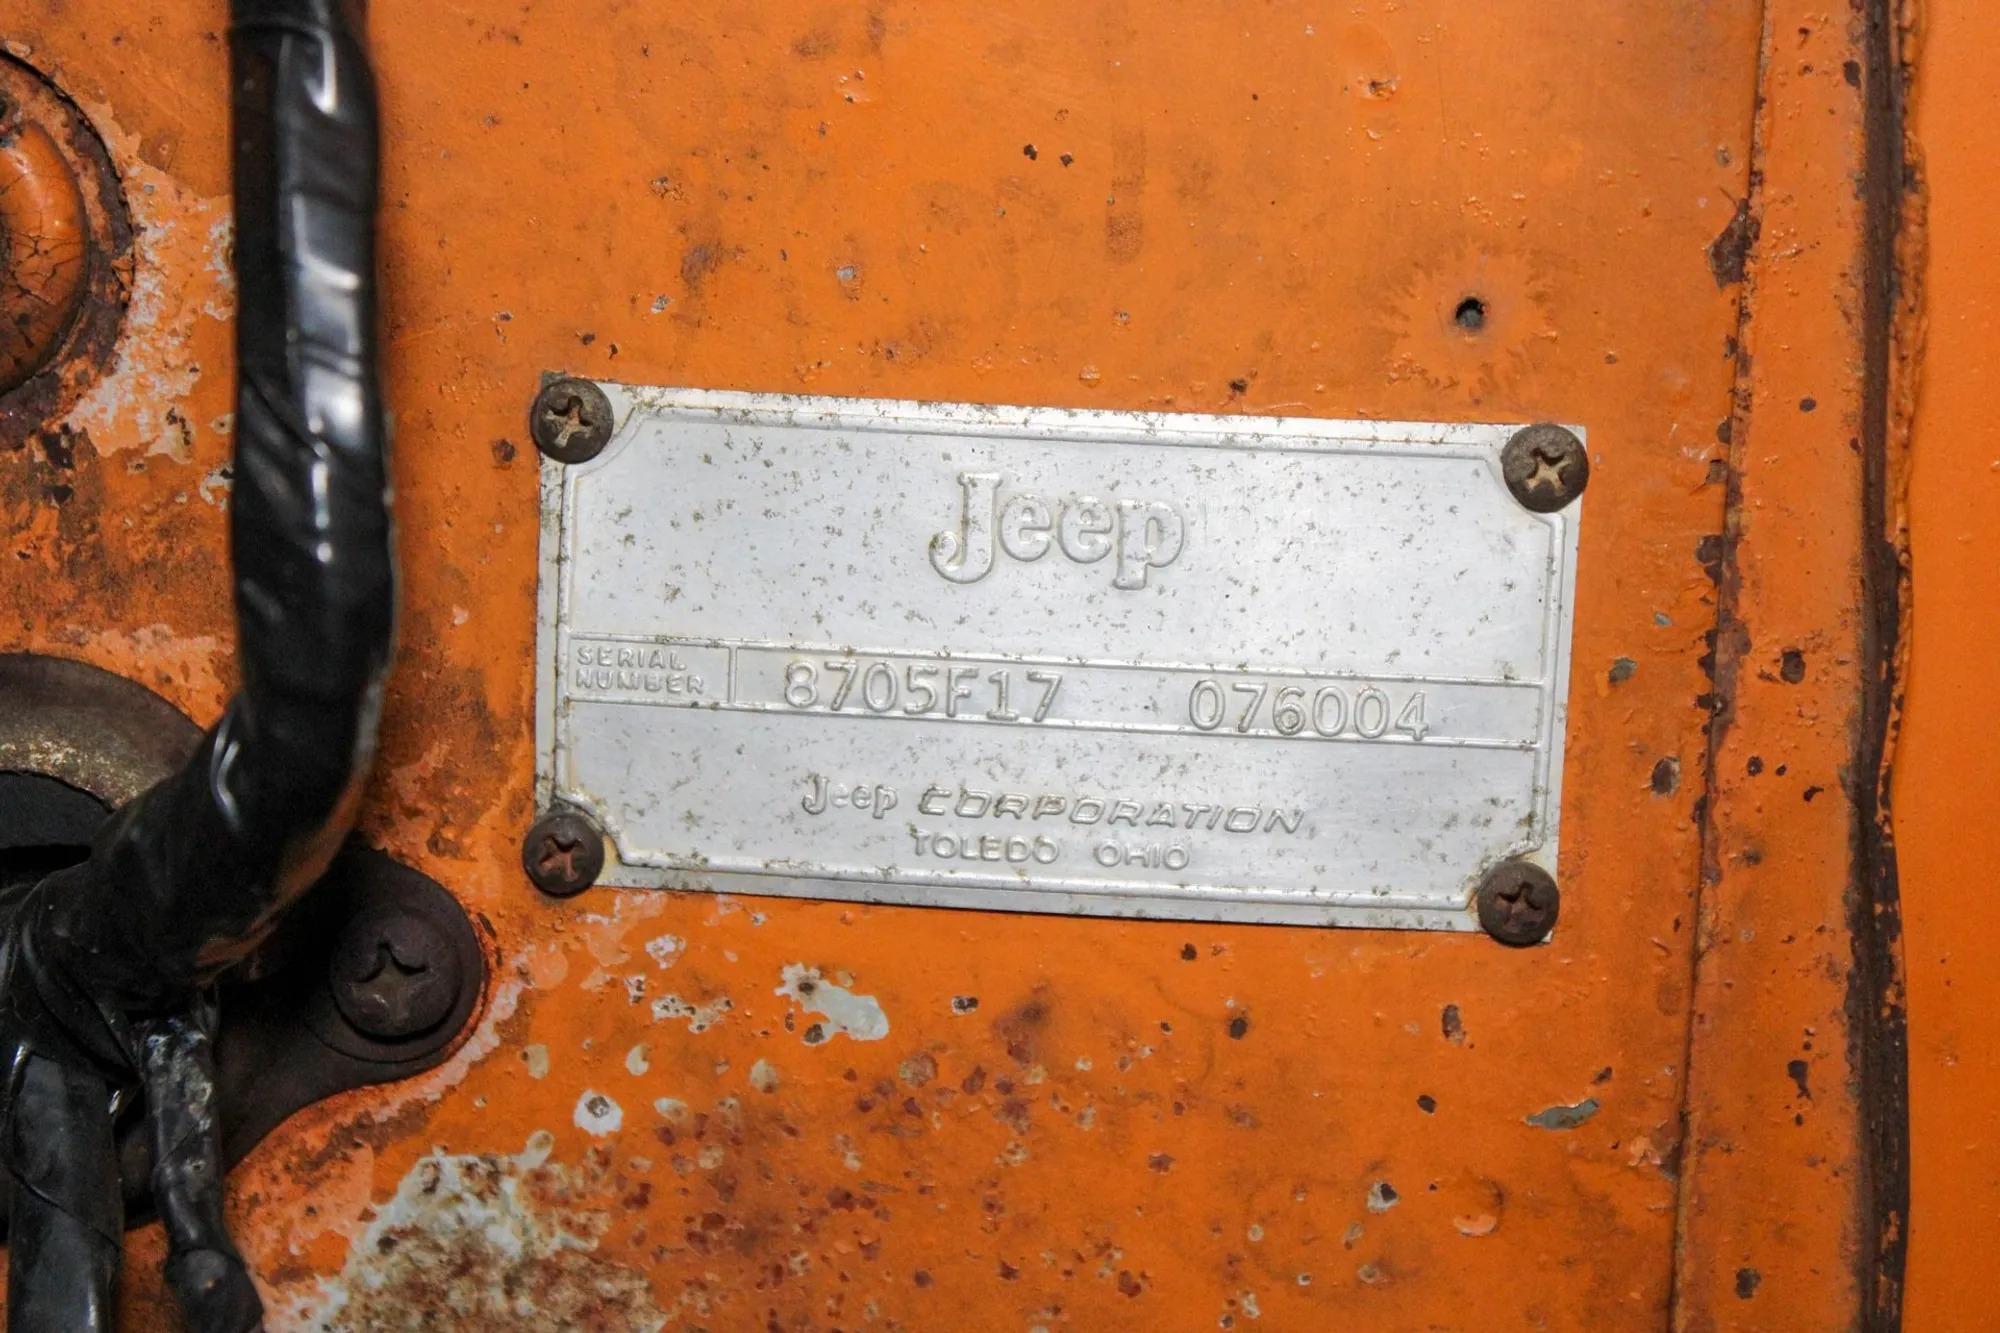 Jeep
SERIAL
NUMBER
8705F17 076004
Jeep CORPORATION
TOLEDO OHIO